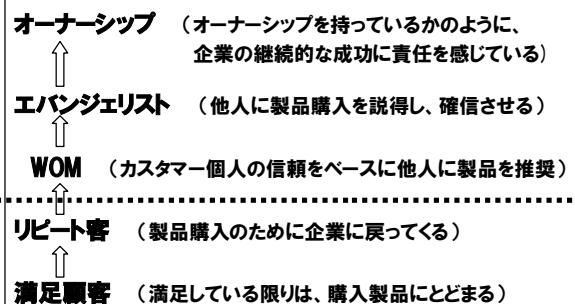 オーナーシップ （オーナーシップを持っているかのように、
企業の継続的な成功に責任を感じている）
エバンジェリスト （他人に製品購入を説得し、確信させる）
WOM （カスタマー個人の信頼をベースに他人に製品を推奨）
リピート客 （製品購入のために企業に戻ってくる）
満足顧客 （満足している限りは、購入製品にとどまる）